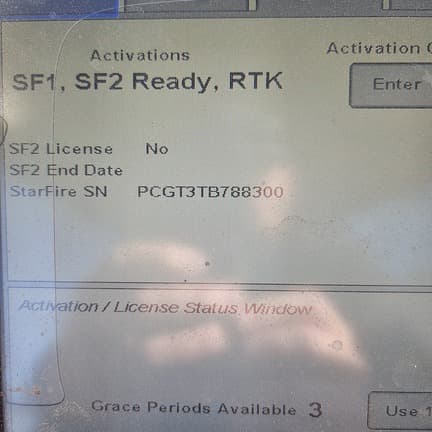 Activations
Activation
SF1, SF2 Ready, RTK
Enter
SF2 License No
SF2 End Date
StarFire SN PCGT3TB788300
Activation / License Status Window
Grace Periods Available 3
Use 1